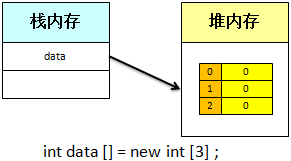 栈内存
data
堆内存
0 0
1 0
2 0
int data [] = new int [3] ;